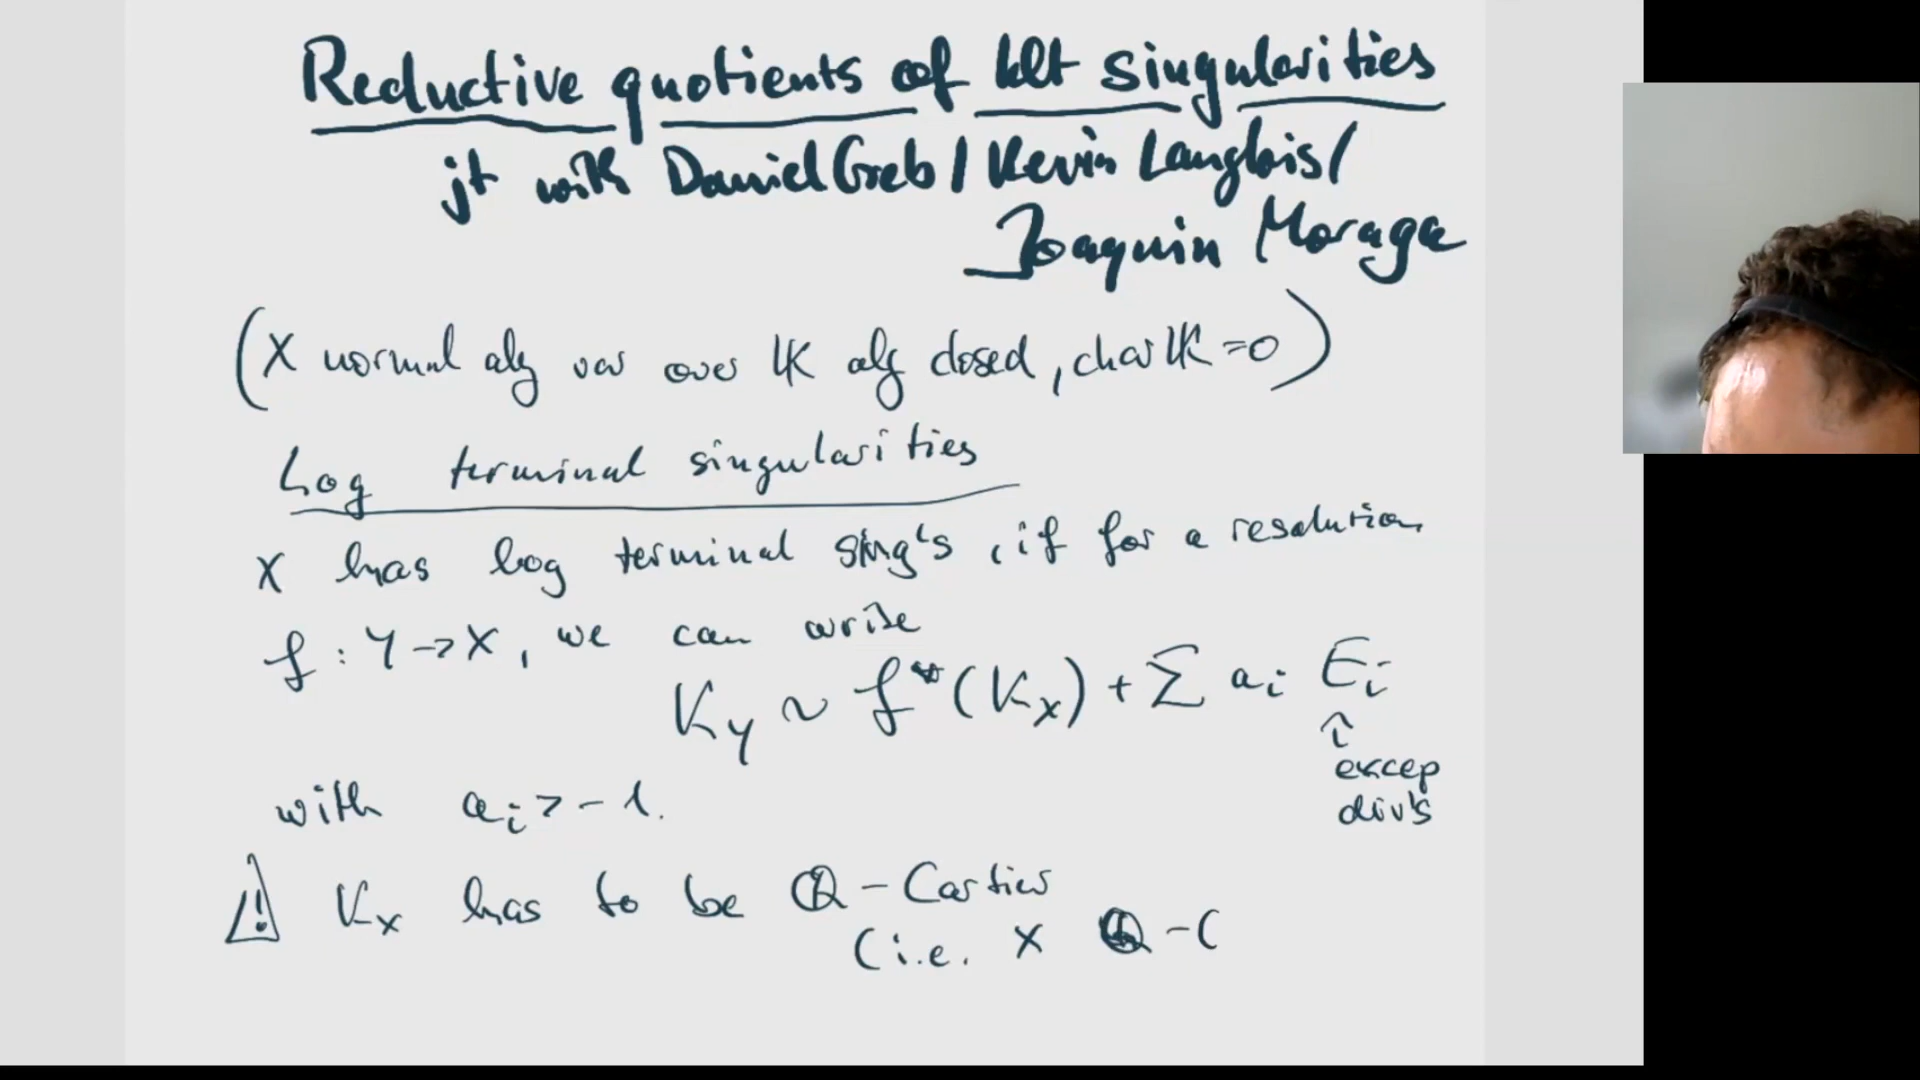 Reductive quotients of klt singularities
jt with Daniel Greb / Kevin Langlois /
Joaquin Moraga
(X normal alg var over 𝕂 alg closed, char 𝕂 = 0)
Log terminal singularities
X has log terminal sing's, if for a resolution
f : Y → X, we can write
K_Y ~ f^*(K_X) + Σ a_i E_i
↑
excep
div's
with a_i > -1.
⚠ K_X has to be ℚ-Cartier
(i.e. X ℚ-(